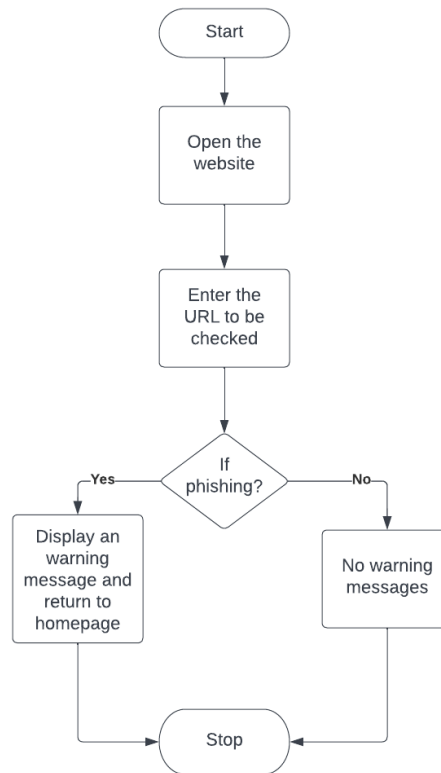 Start
Open the
website
Enter the
URL to be
checked
If
phishing?
Yes
No
Display an
warning
message and
return to
homepage
No warning
messages
Stop